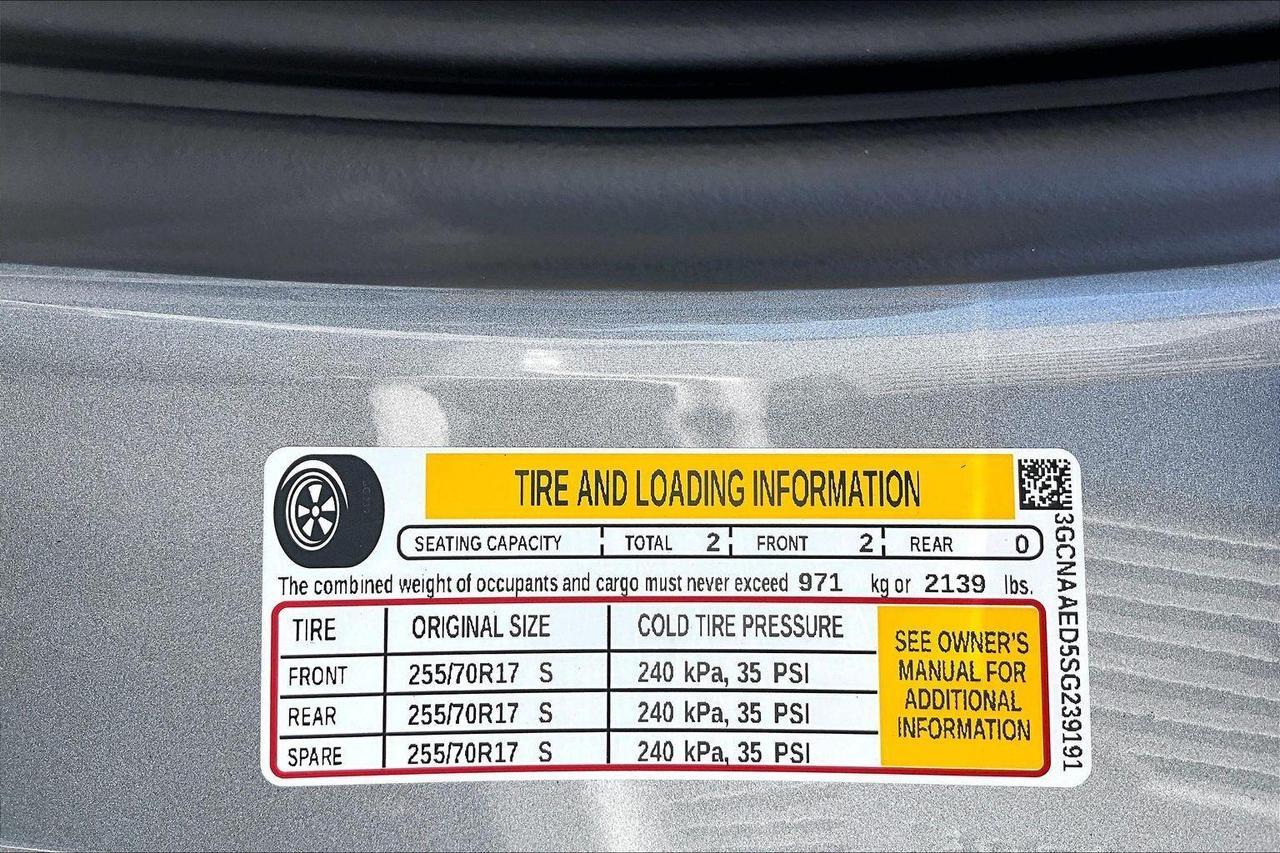 TIRE AND LOADING INFORMATION
SEATING CAPACITY TOTAL 2 FRONT 2 REAR 0
The combined weight of occupants and cargo must never exceed 971 kg or 2139 lbs.
TIRE ORIGINAL SIZE COLD TIRE PRESSURE
FRONT 255/70R17 S 240 kPa, 35 PSI
REAR 255/70R17 S 240 kPa, 35 PSI
SPARE 255/70R17 S 240 kPa, 35 PSI
SEE OWNER'S
MANUAL FOR
ADDITIONAL
INFORMATION
3GCNAAED5SG239191